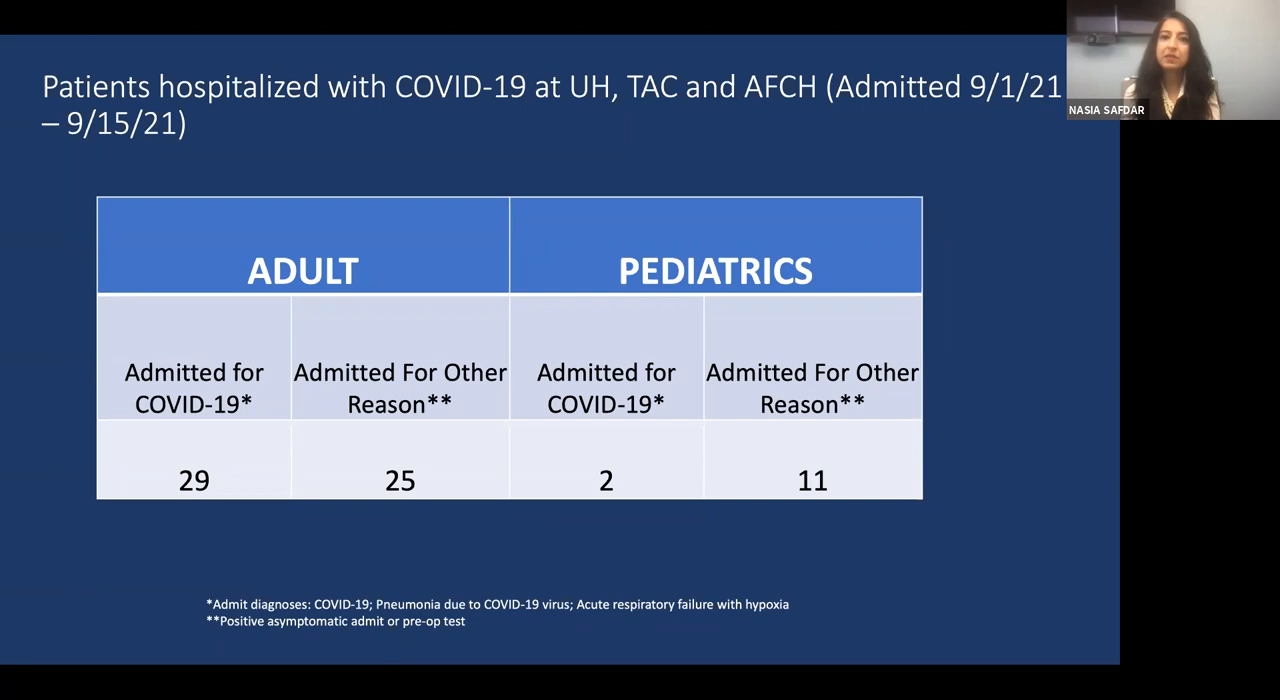 Patients hospitalized with COVID-19 at UH, TAC and AFCH (Admitted 9/1/21
– 9/15/21)
NASIA SAFDAR
ADULT
PEDIATRICS
Admitted for
COVID-19*
Admitted For Other
Reason**
Admitted for
COVID-19*
Admitted For Other
Reason**
29
25
2
11
*Admit diagnoses: COVID-19; Pneumonia due to COVID-19 virus; Acute respiratory failure with hypoxia
**Positive asymptomatic admit or pre-op test